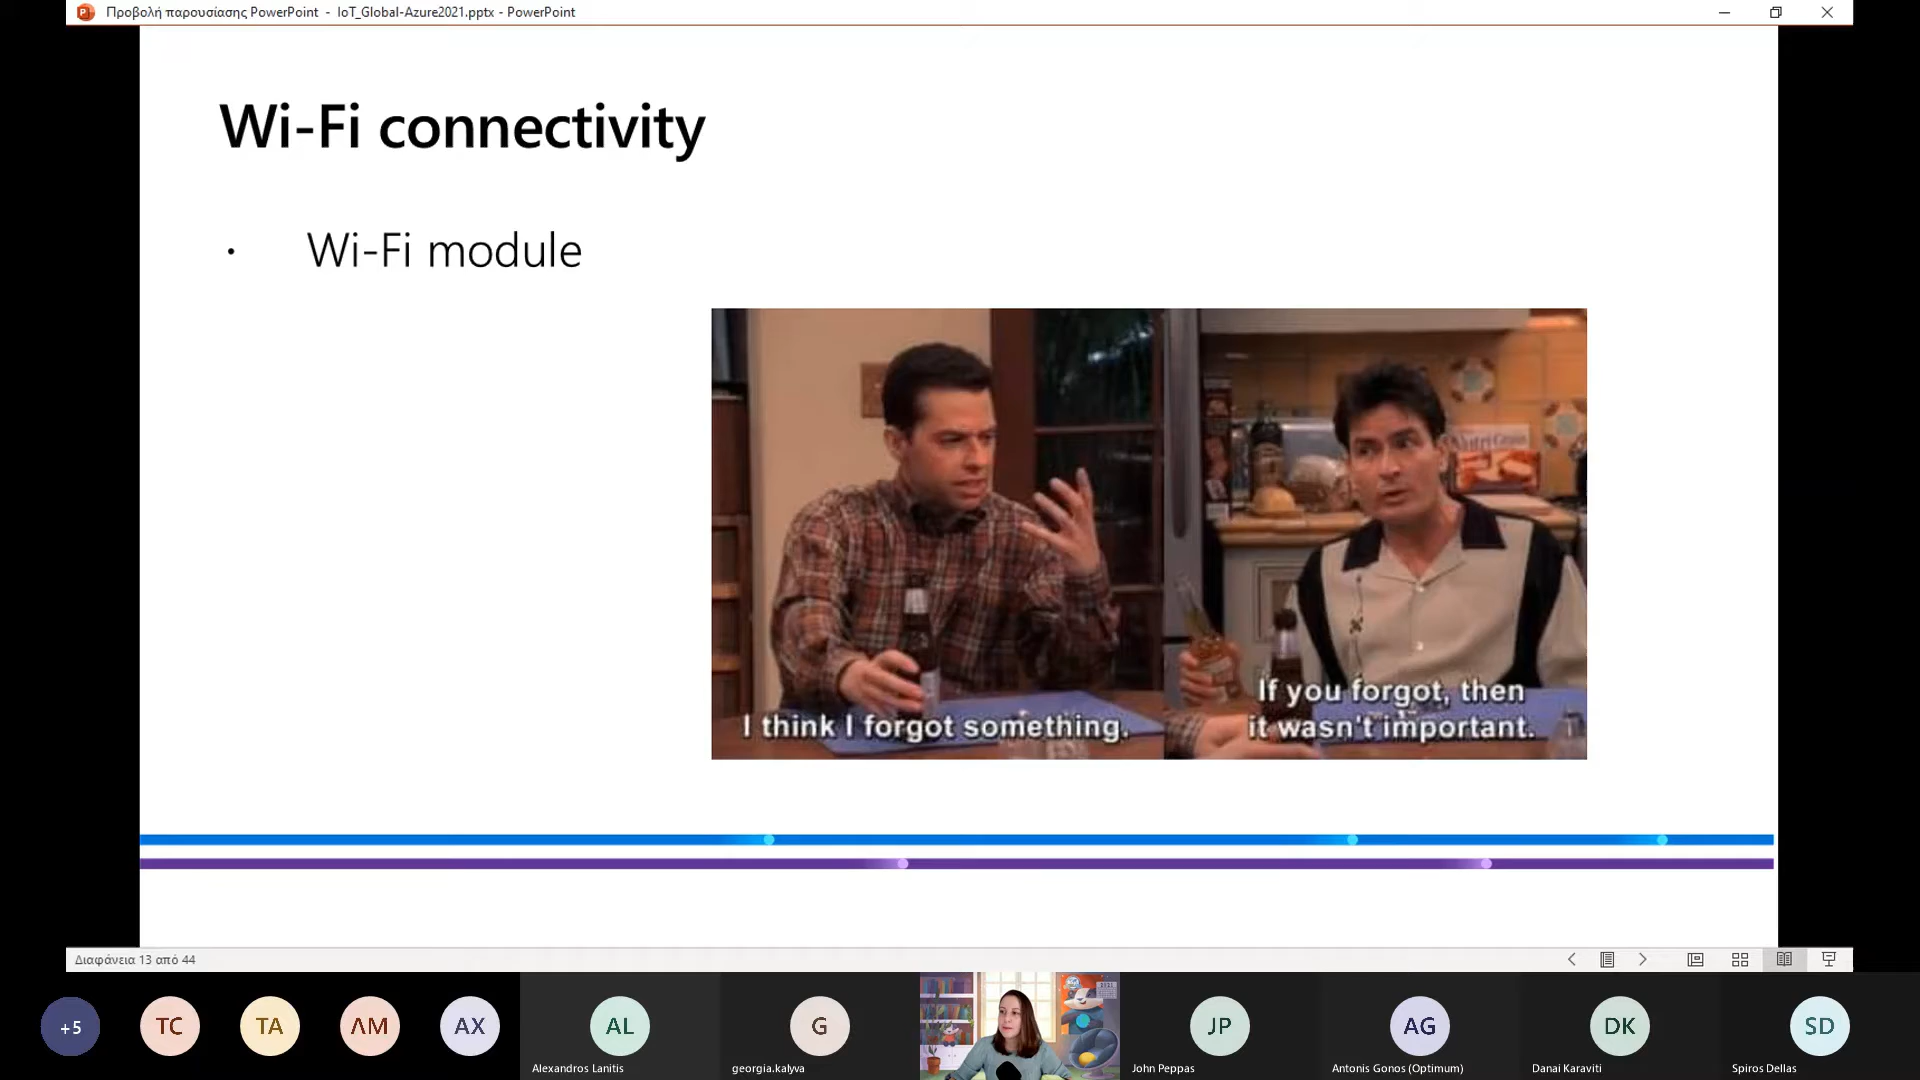 Προβολή παρουσίασης PowerPoint - IoT_Global-Azure2021.pptx - PowerPoint
Wi-Fi connectivity
· Wi-Fi module
I think I forgot something.
If you forgot, then
it wasn't important.
Διαφάνεια 13 από 44
+5
TC
TA
ΛΜ
AX
AL
Alexandros Lanitis
G
georgia.kalyva
JP
John Peppas
AG
Antonis Gonos (Optimum)
DK
Danai Karaviti
SD
Spiros Dellas